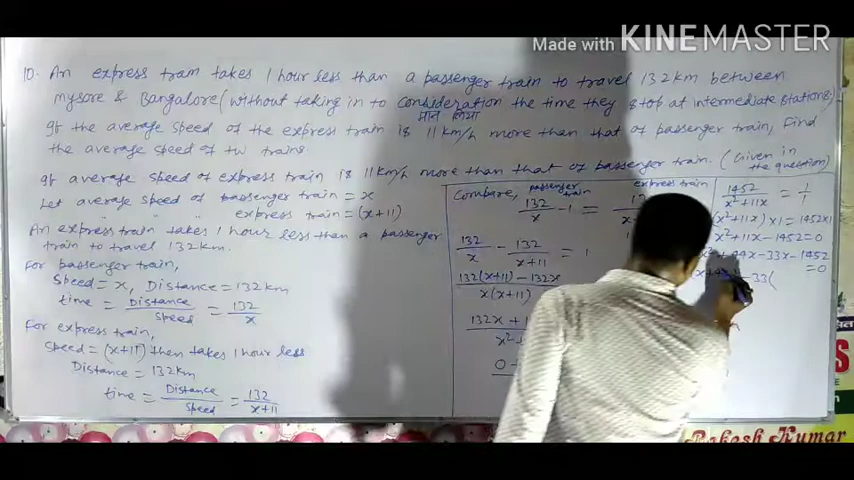 Made with KINEMASTER
10. An express train takes 1 hour less than a passenger train to travel 132 km between
Mysore & Bangalore (without taking in to consideration the time they stop at intermediate stations)
मान लिया
If the average speed of the express train is 11 km/h more than that of passenger train, Find
the average speed of tw trains.
If average speed of express train is 11 km/h more than that of passenger train. (Given in
the question)
Let average speed of passenger train = x
" " " express train = (x+11)
An express train takes 1 hour less than a passenger
train to travel 132 km.
For passenger train,
Speed = x, Distance = 132 km
time = Distance/Speed = 132/x
For express train,
Speed = (x+11) then takes 1 hour less
Distance = 132 km
time = Distance/Speed = 132/x+11
Compare, passenger train express train
132/x - 1 =
132/x - 132/x+11 = 1
132(x+11) - 132x
x(x+11)
132x + 1
x²
0
1452/x²+11x = 1/1
(x²+11x)×1 = 1452×1
x²+11x-1452=0
+44x-33x-1452
=0
-33(
Rakesh Kumar